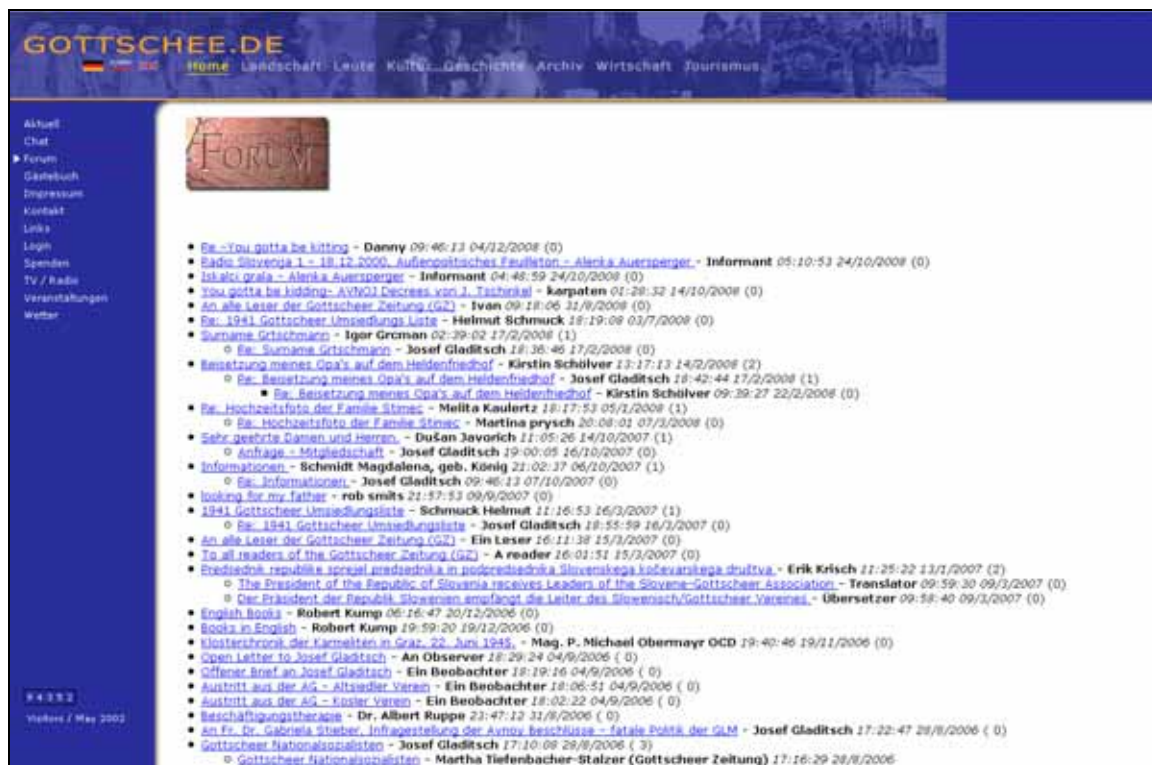 GOTTSCHEE.DE
Home Landschaft Leute Kultur Geschichte Archiv Wirtschaft Tourismus
Aktuell
Chat
Forum
Gästebuch
Impressum
Kontakt
Links
Login
Spenden
TV / Radio
Veranstaltungen
Wetter
FORUM
Re -You gotta be kitting - Danny 09:46:13 04/12/2008 (0)
Radio Slovenga 1 - 18.12.2000, Außenpolitisches Feuilleton - Alenka Auersperger - Informant 05:10:53 24/10/2008 (0)
Iskalci grala - Alenka Auersperger - Informant 04:48:59 24/10/2008 (0)
You gotta be kidding- AVNOJ Decrees von J. Tschinkel - karpaten 01:28:32 14/10/2008 (0)
An alle Leser der Gottscheer Zeitung (GZ) - Ivan 09:18:06 31/8/2008 (0)
Re: 1941 Gottscheer Umsiedlungs Liste - Helmut Schmuck 18:19:08 03/7/2008 (0)
Surname Grtschmann - Igor Grcman 02:39:02 17/2/2008 (1)
Re: Surname Grtschmann - Josef Gladitsch 18:36:46 17/2/2008 (0)
Beisetzung meines Opa's auf dem Heldenfriedhof - Kirstin Schölver 13:17:13 14/2/2008 (2)
Re: Beisetzung meines Opa's auf dem Heldenfriedhof - Josef Gladitsch 18:42:44 17/2/2008 (1)
Re: Beisetzung meines Opa's auf dem Heldenfriedhof - Kirstin Schölver 09:39:27 22/2/2008 (0)
Re: Hochzeitsfoto der Familie Stimec - Melita Kaulertz 18:17:53 05/1/2008 (1)
Re: Hochzeitsfoto der Familie Stimec - Martina prysch 20:08:01 07/3/2008 (0)
Sehr geehrte Damen und Herren, - Dušan Javorich 11:05:26 14/10/2007 (1)
Anfrage - Mitgliedschaft - Josef Gladitsch 19:00:05 16/10/2007 (0)
Informationen - Schmidt Magdalena, geb. König 21:02:37 06/10/2007 (1)
Re: Informationen - Josef Gladitsch 09:46:13 07/10/2007 (0)
looking for my father - rob smits 21:57:53 09/9/2007 (0)
1941 Gottscheer Umsiedlungsliste - Schmuck Helmut 11:16:53 16/3/2007 (1)
Re: 1941 Gottscheer Umsiedlungsliste - Josef Gladitsch 18:55:59 16/3/2007 (0)
An alle Leser der Gottscheer Zeitung (GZ) - Ein Leser 16:11:38 15/3/2007 (0)
To all readers of the Gottscheer Zeitung (GZ) - A reader 16:01:51 15/3/2007 (0)
Predsednik republike sprejel predsednika in podpredsednika Slovenskega kočevarskega društva - Erik Krisch 11:25:22 13/1/2007 (2)
The President of the Republic of Slovenia receives Leaders of the Slovene-Gottscheer Association - Translator 09:59:30 09/3/2007 (0)
Der Präsident der Republik Slowenien empfängt die Leiter des Slowenisch/Gottscheer Vereines - Übersetzer 09:58:40 09/3/2007 (0)
English Books - Robert Kump 06:16:47 20/12/2006 (0)
Books in English - Robert Kump 19:59:20 19/12/2006 (0)
Klosterchronik der Karmeliten in Graz, 22. Juni 1945. - Mag. P. Michael Obermayr OCD 19:40:46 19/11/2006 (0)
Open Letter to Josef Gladitsch - An Observer 18:29:24 04/9/2006 ( 0)
Offener Brief an Josef Gladitsch - Ein Beobachter 18:19:16 04/9/2006 ( 0)
Austritt aus der AG - Altsiedler Verein - Ein Beobachter 18:06:51 04/9/2006 ( 0)
Austritt aus der AG - Kosler Verein - Ein Beobachter 18:02:22 04/9/2006 ( 0)
Beschäftigungstherapie - Dr. Albert Ruppe 23:47:12 31/8/2006 ( 0)
An Fr. Dr. Gabriela Stieber, Infragestellung der Avnoy Beschlüsse - fatale Politik der GLM - Josef Gladitsch 17:22:47 28/8/2006 ( 0)
Gottscheer Nationalsozialisten - Josef Gladitsch 17:10:08 28/8/2006 ( 3)
Gottscheer Nationalsozialisten - Martha Tiefenbacher-Stalzer (Gottscheer Zeitung) 17:16:29 28/8/2006
94352
Visitors / May 2002